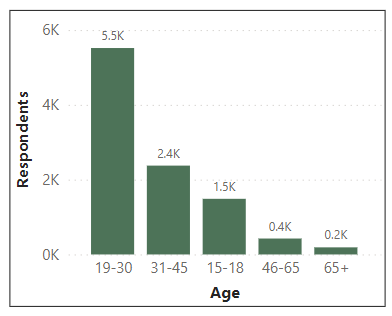 6K
5.5K
4K
Respondents
2.4K
2K
1.5K
0.4K
0.2K
0K
19-30 31-45 15-18 46-65 65+
Age